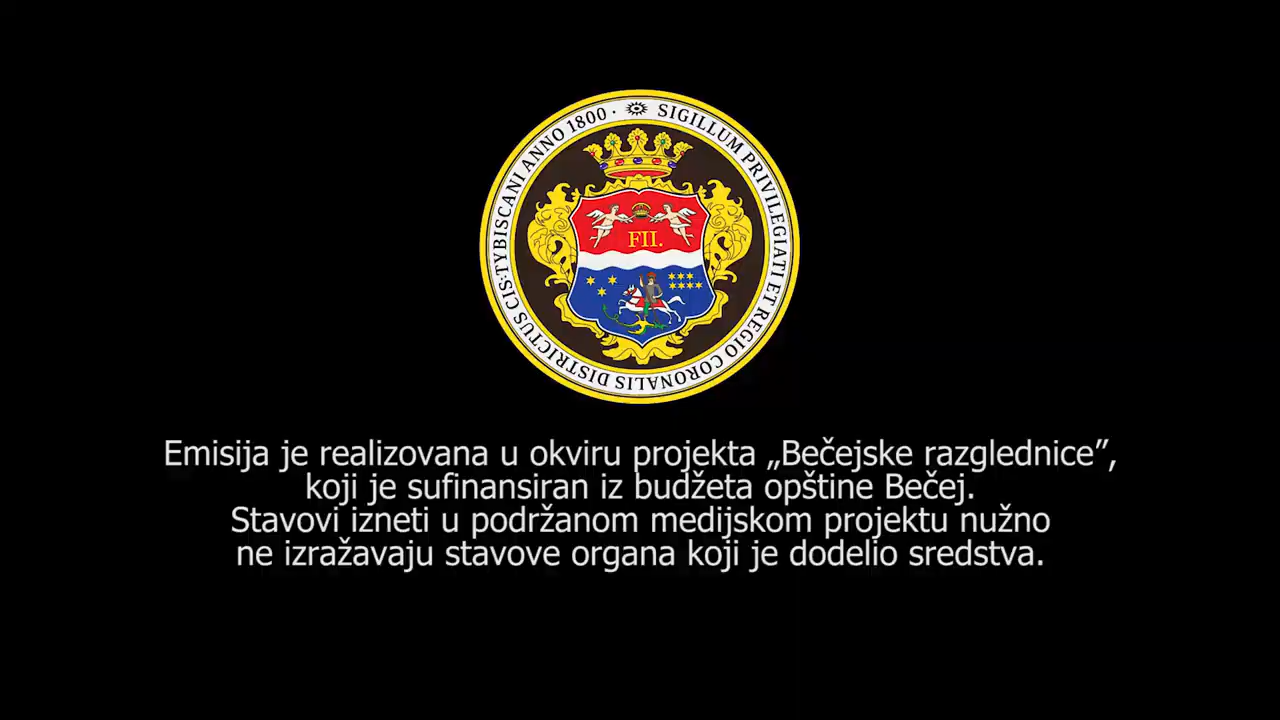 SIGILLUM PRIVILEGIATI ET REGIO CORONALIS DISTRICTUS CIS:TYBISCANI ANNO 1800 ·
FII.
Emisija je realizovana u okviru projekta „Bečejske razglednice”,
koji je sufinansiran iz budžeta opštine Bečej.
Stavovi izneti u podržanom medijskom projektu nužno
ne izražavaju stavove organa koji je dodelio sredstva.